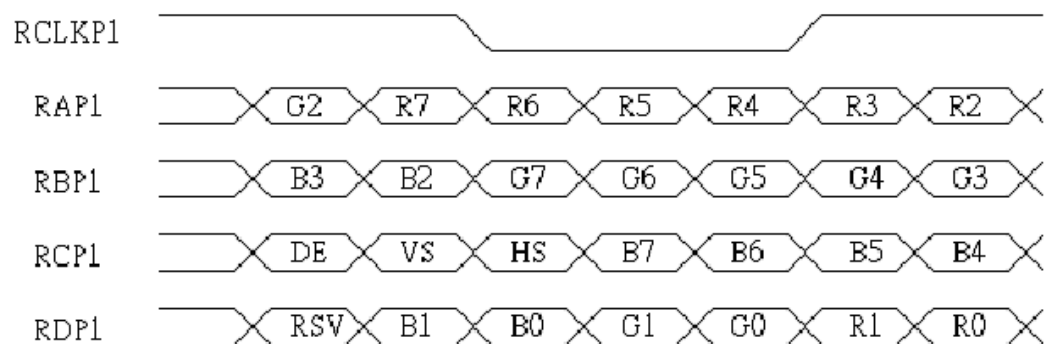 RCLKP1
RAP1 G2 R7 R6 R5 R4 R3 R2
RBP1 B3 B2 G7 G6 G5 G4 G3
RCP1 DE VS HS B7 B6 B5 B4
RDP1 RSV B1 B0 G1 G0 R1 R0